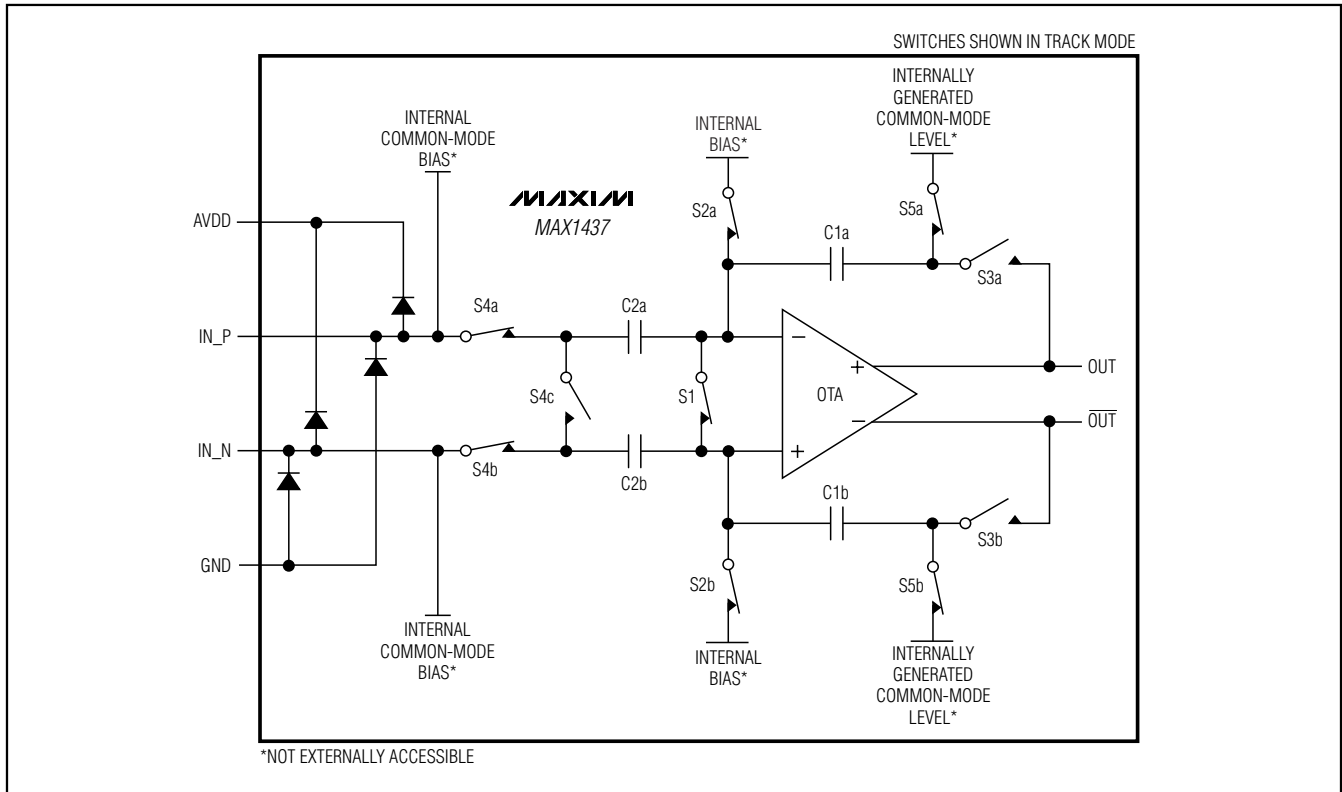 SWITCHES SHOWN IN TRACK MODE
INTERNAL
COMMON-MODE
BIAS*
INTERNAL
BIAS*
INTERNALLY
GENERATED
COMMON-MODE
LEVEL*
MAXIM
MAX1437
AVDD
S2a
S5a
C1a
S3a
IN_P
S4a
C2a
−
+
OUT
S4c
S1
OTA
−
OUT
IN_N
S4b
C2b
+
C1b
S3b
GND
S2b
S5b
INTERNAL
COMMON-MODE
BIAS*
INTERNAL
BIAS*
INTERNALLY
GENERATED
COMMON-MODE
LEVEL*
*NOT EXTERNALLY ACCESSIBLE